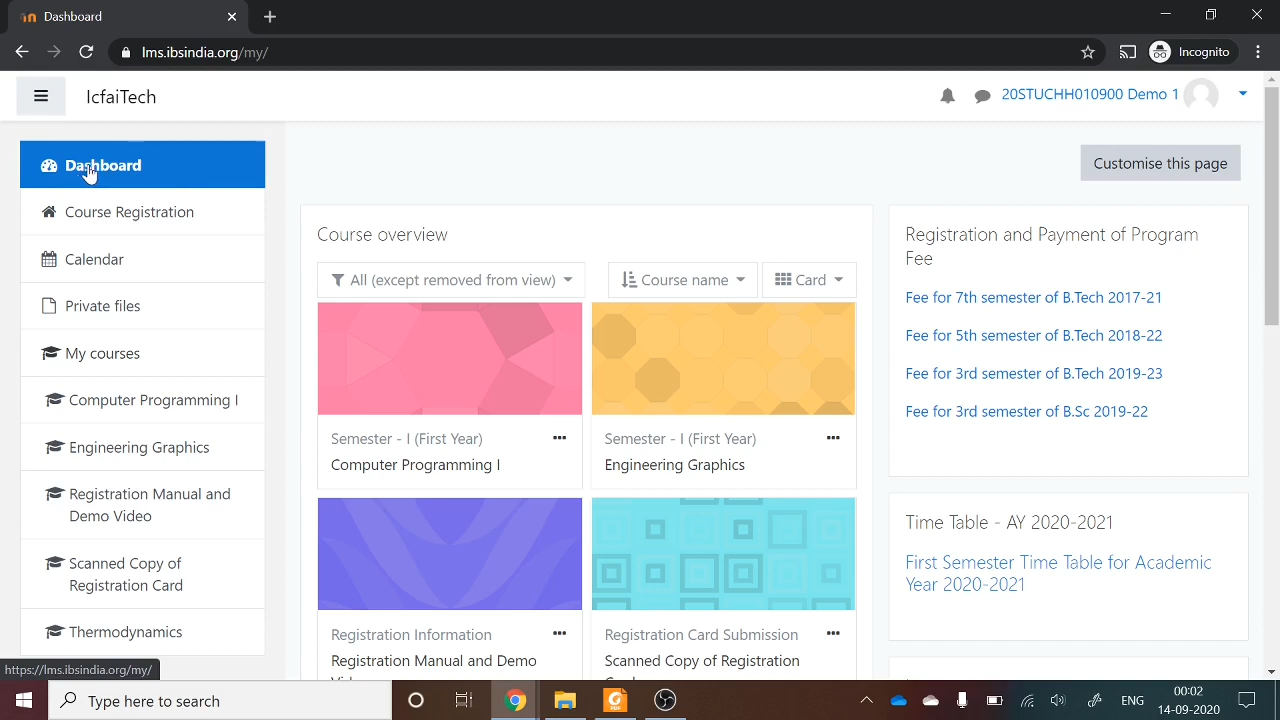 Dashboard
lms.ibsindia.org/my/
Incognito
IcfaiTech
20STUCHH010900 Demo 1
Dashboard
Course Registration
Calendar
Private files
My courses
Computer Programming I
Engineering Graphics
Registration Manual and
Demo Video
Scanned Copy of
Registration Card
Thermodynamics
Customise this page
Course overview
All (except removed from view)
Course name
Card
Semester - I (First Year)
Computer Programming I
Semester - I (First Year)
Engineering Graphics
Registration Information
Registration Manual and Demo
Registration Card Submission
Scanned Copy of Registration
Registration and Payment of Program
Fee
Fee for 7th semester of B.Tech 2017-21
Fee for 5th semester of B.Tech 2018-22
Fee for 3rd semester of B.Tech 2019-23
Fee for 3rd semester of B.Sc 2019-22
Time Table - AY 2020-2021
First Semester Time Table for Academic
Year 2020-2021
https://lms.ibsindia.org/my/
Type here to search
ENG
00:02
14-09-2020